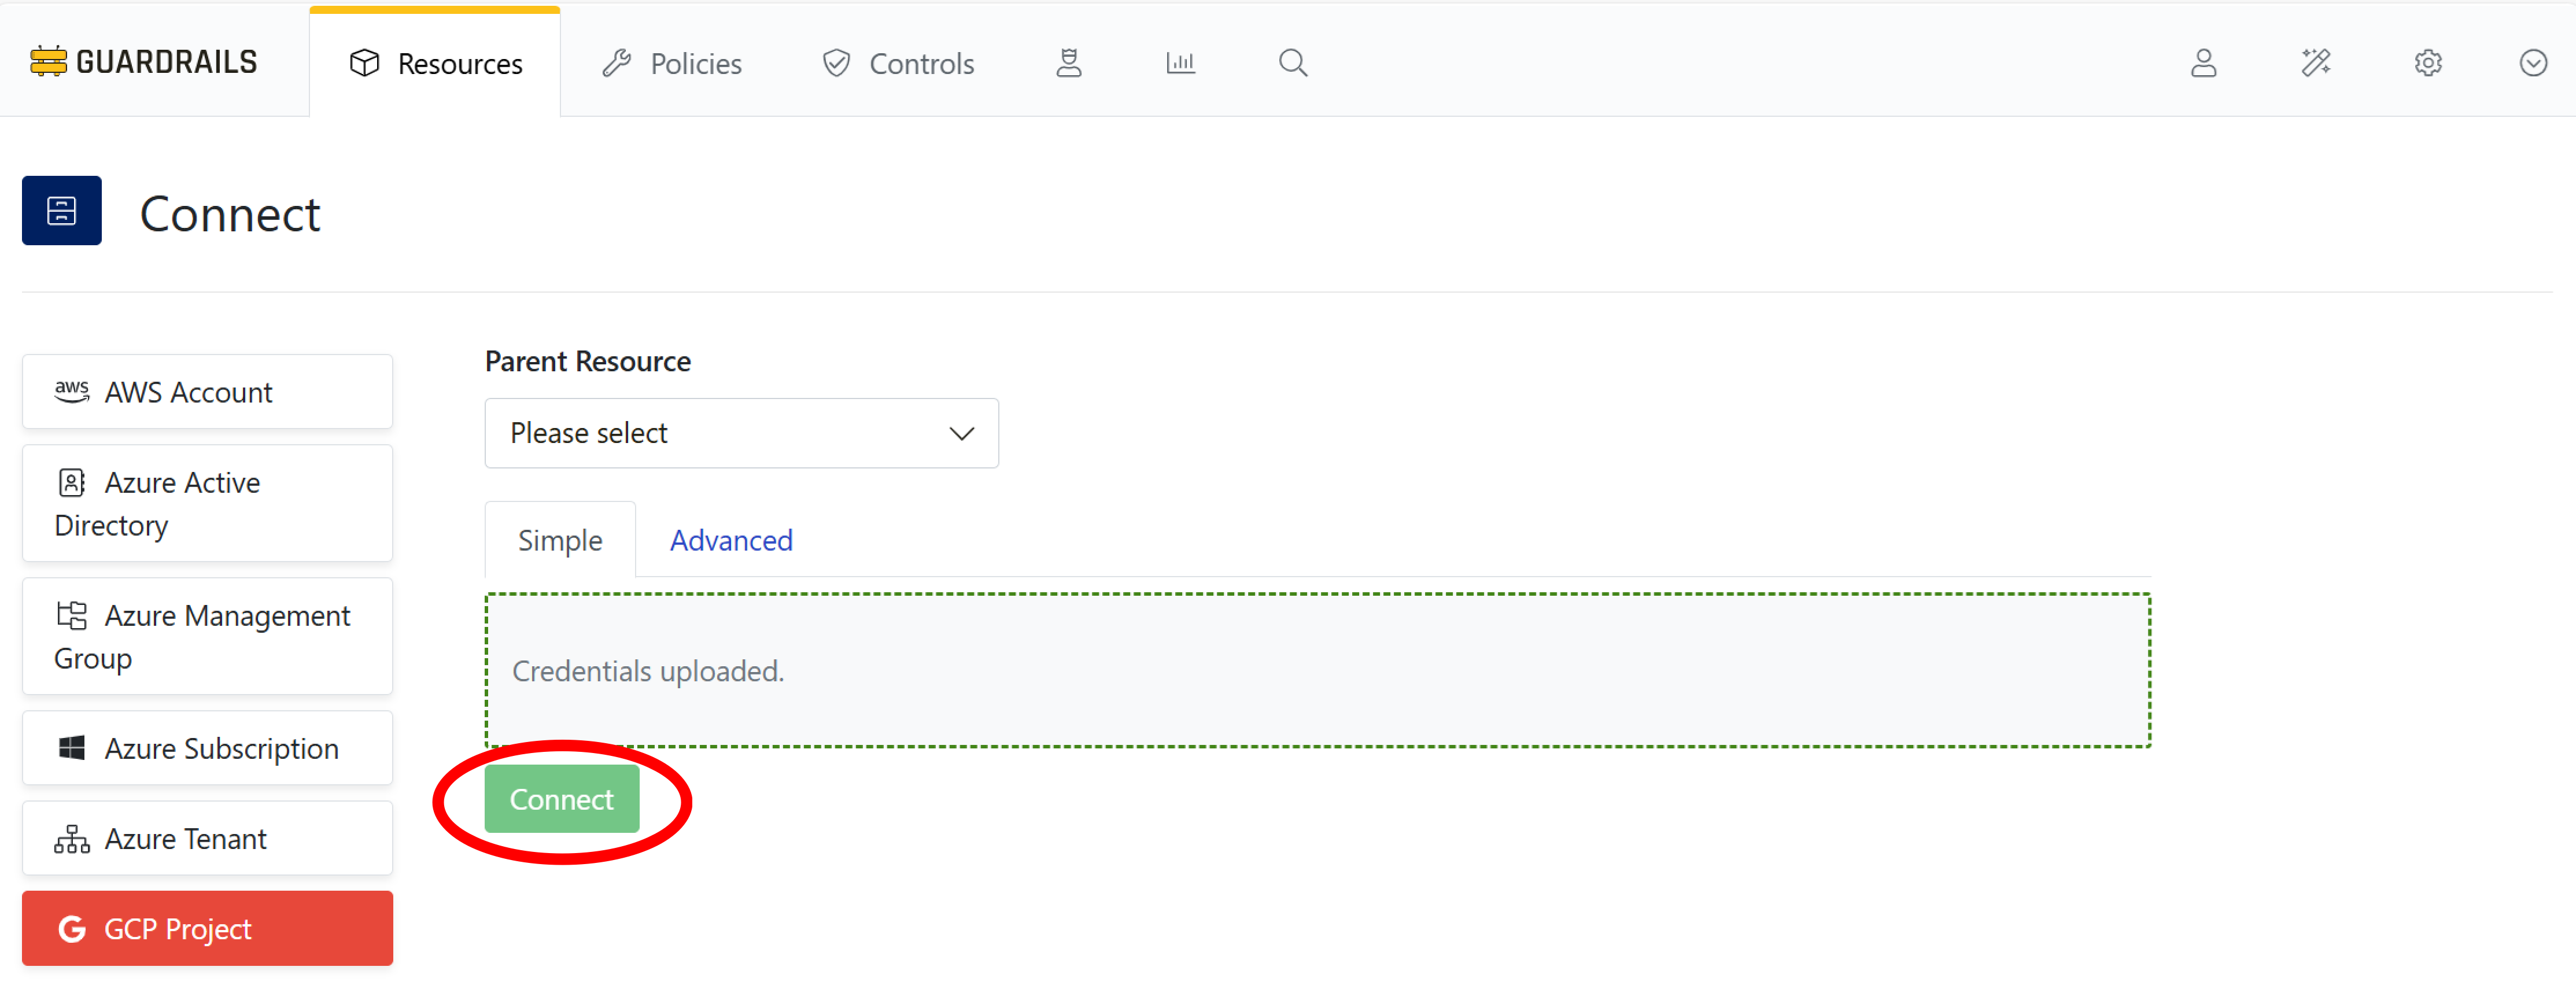 GUARDRAILS
Resources
Policies
Controls
Connect
aws AWS Account
Azure Active
Directory
Azure Management
Group
Azure Subscription
Azure Tenant
G GCP Project
Parent Resource
Please select
Simple
Advanced
Credentials uploaded.
Connect